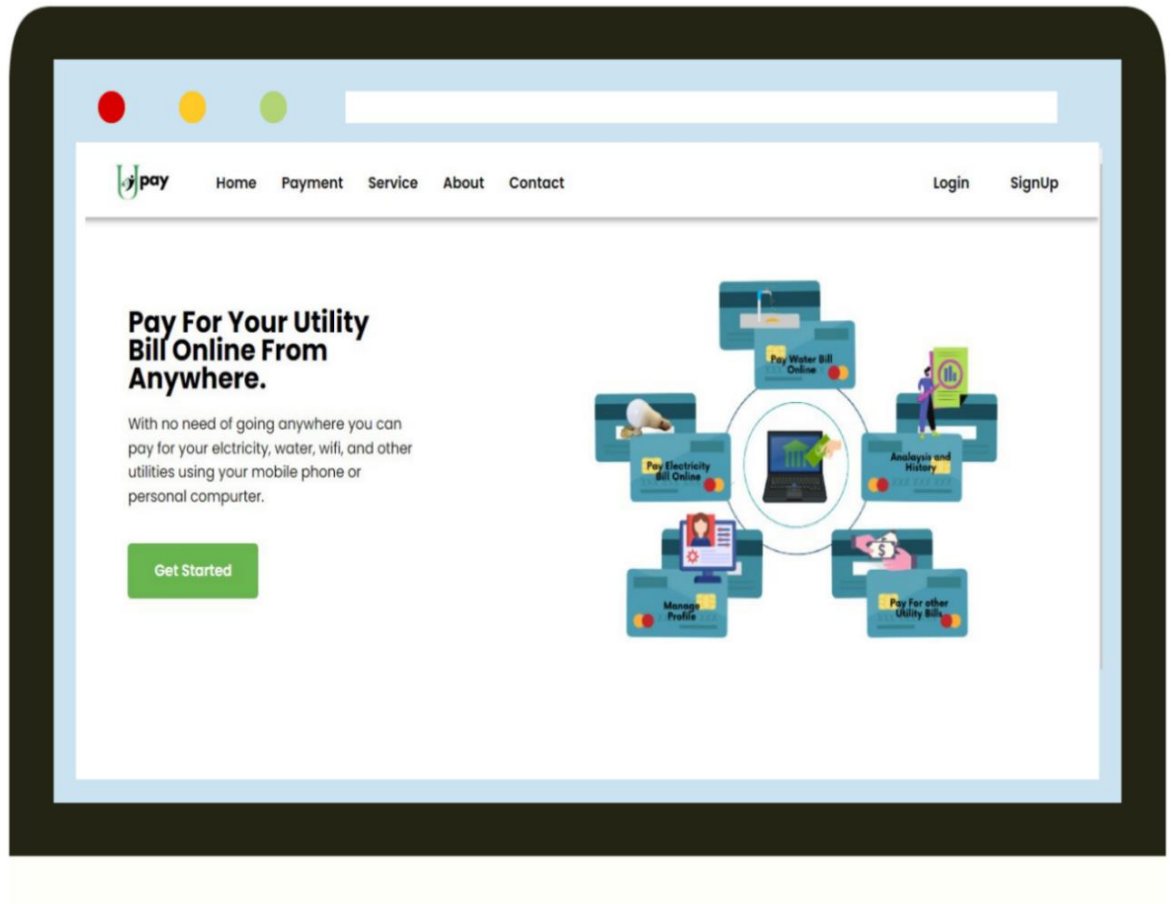 Upay
Home Payment Service About Contact
Login SignUp
Pay For Your Utility
Bill Online From
Anywhere.
With no need of going anywhere you can
pay for your elctricity, water, wifi, and other
utilities using your mobile phone or
personal compurter.
Get Started
Pay Water Bill
Online
Pay Electricity
Bill Online
Analaysis and
History
Manage
Profile
Pay For other
Utility Bills
$